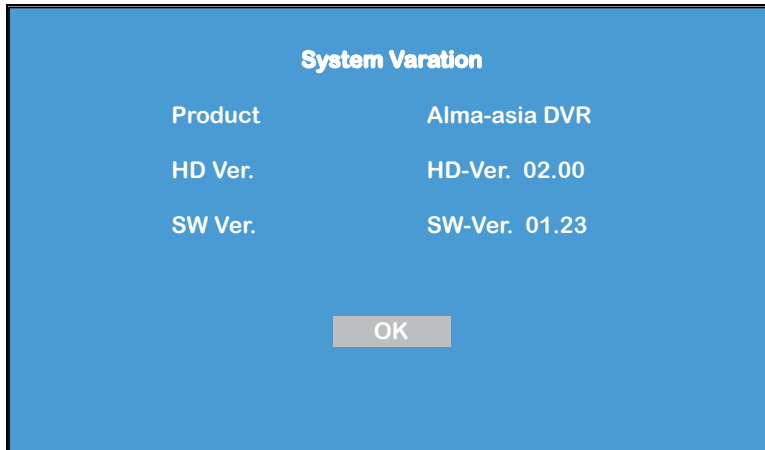 System Varation
Product Alma-asia DVR
HD Ver. HD-Ver. 02.00
SW Ver. SW-Ver. 01.23
OK